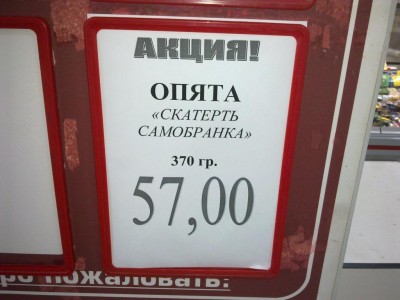 АКЦИЯ!
ОПЯТА
«СКАТЕРТЬ
САМОБРАНКА»
370 гр.
57,00
пожаловать!